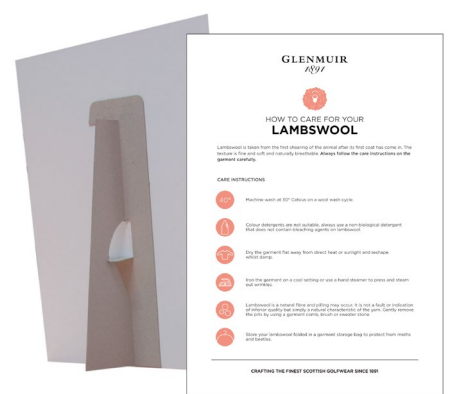 GLENMUIR
1891
HOW TO CARE FOR YOUR
LAMBSWOOL
Lambswool is taken from the first shearing of the animal after its first coat has come in. The
texture is fine and soft and naturally breathable. Always follow the care instructions on the
garment carefully.
CARE INSTRUCTIONS
30°
Machine wash at 30° Celsius on a wool wash cycle.
Colour detergents are not suitable, always use a non-biological detergent
that does not contain bleaching agents on lambswool.
Dry the garment flat away from direct heat or sunlight and reshape
whilst damp.
Iron the garment on a cool setting or use a hand steamer to press and steam
out wrinkles.
Lambswool is a natural fibre and pilling may occur. It is not a fault or indication
of inferior quality but simply a natural characteristic of the yarn. Gently remove
the pills by using a garment comb, brush or sweater stone.
Store your lambswool folded in a garment storage bag to protect from moths
and beetles.
CRAFTING THE FINEST SCOTTISH GOLFWEAR SINCE 1891